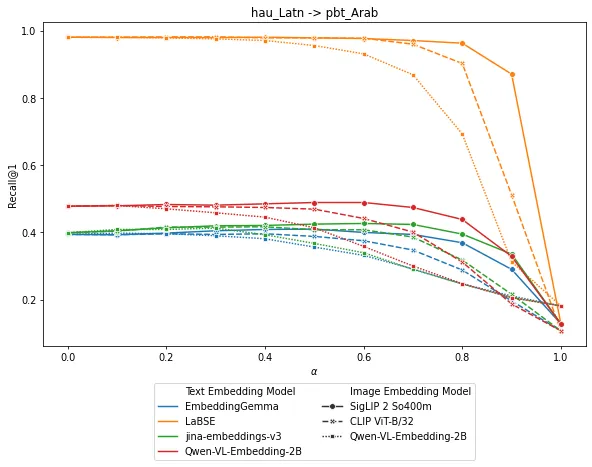 hau_Latn -> pbt_Arab
Recall@1
1.0
0.8
0.6
0.4
0.2
0.0 0.2 0.4 0.6 0.8 1.0
α
Text Embedding Model Image Embedding Model
EmbeddingGemma SigLIP 2 So400m
LaBSE CLIP ViT-B/32
jina-embeddings-v3 Qwen-VL-Embedding-2B
Qwen-VL-Embedding-2B